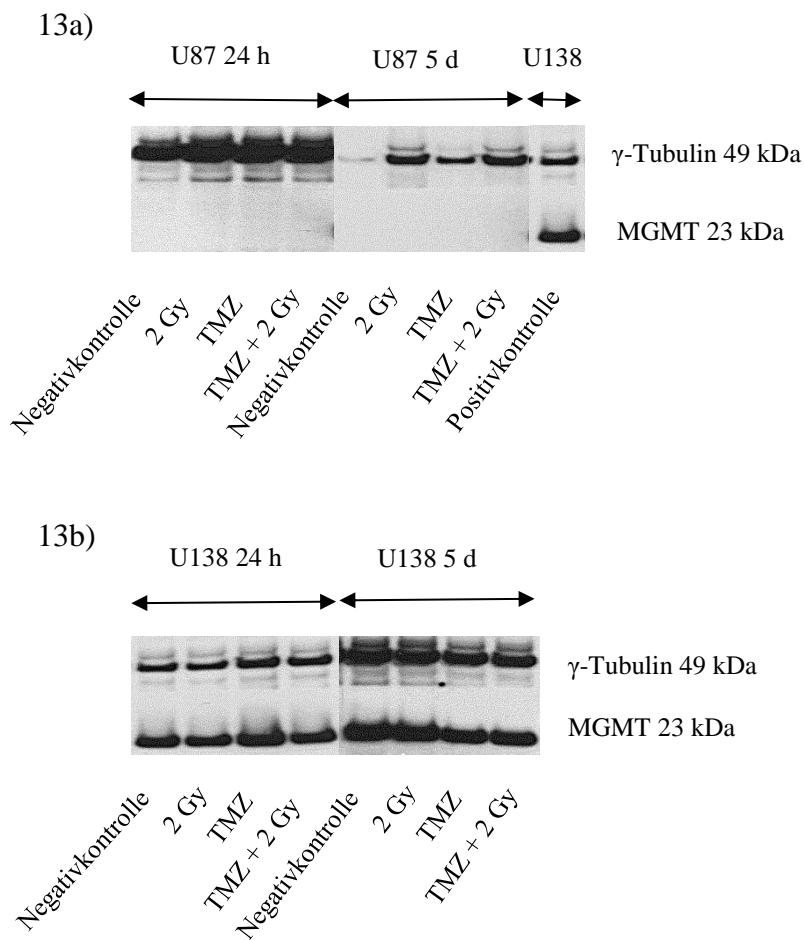 13a)
U87 24 h
U87 5 d
U138
γ-Tubulin 49 kDa
MGMT 23 kDa
Negativkontrolle
2 Gy
TMZ
TMZ + 2 Gy
Negativkontrolle
2 Gy
TMZ
TMZ + 2 Gy
Positivkontrolle
13b)
U138 24 h
U138 5 d
γ-Tubulin 49 kDa
MGMT 23 kDa
Negativkontrolle
2 Gy
TMZ
TMZ + 2 Gy
Negativkontrolle
2 Gy
TMZ
TMZ + 2 Gy